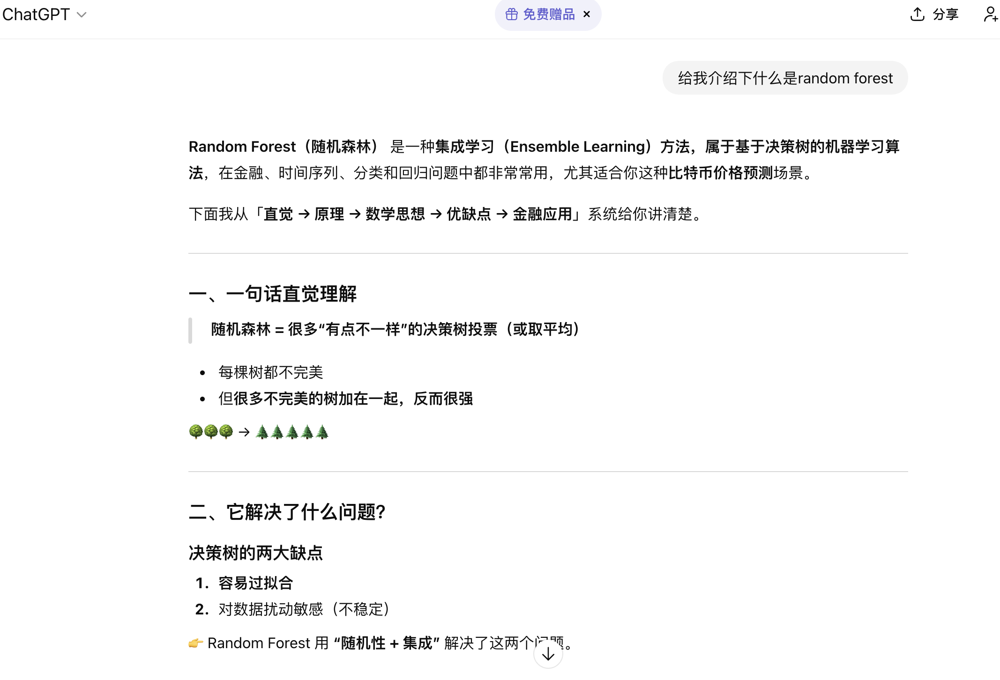 ChatGPT
免费赠品 ×
分享
给我介绍下什么是random forest
Random Forest（随机森林） 是一种集成学习（Ensemble Learning）方法，属于基于决策树的机器学习算
法，在金融、时间序列、分类和回归问题中都非常常用，尤其适合你这种比特币价格预测场景。
下面我从「直觉 → 原理 → 数学思想 → 优缺点 → 金融应用」系统给你讲清楚。
一、一句话直觉理解
随机森林 = 很多“有点不一样”的决策树投票（或取平均）
• 每棵树都不完美
• 但很多不完美的树加在一起，反而很强
🌳🌳🌳 → 🌲🌲🌲🌲🌲
二、它解决了什么问题?
决策树的两大缺点
1. 容易过拟合
2. 对数据扰动敏感（不稳定）
👉 Random Forest 用 “随机性 + 集成” 解决了这两个问题。